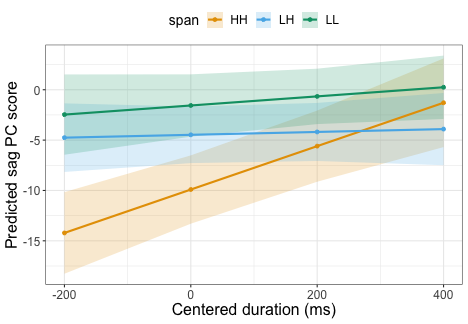 span HH LH LL
Predicted sag PC score
0
-5
-10
-15
-200 0 200 400
Centered duration (ms)